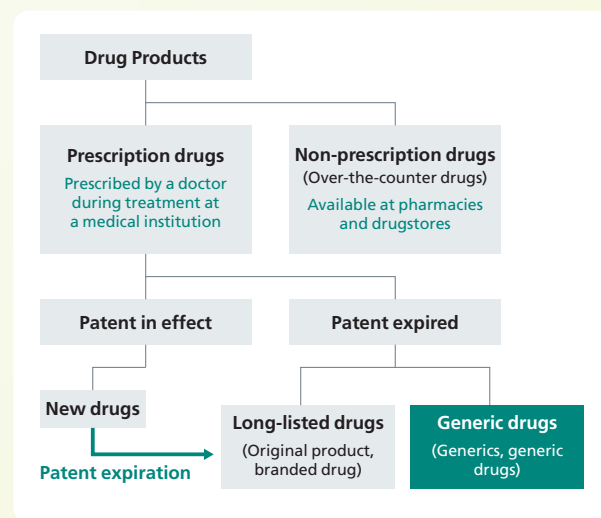 Drug Products
Prescription drugs
Prescribed by a doctor
during treatment at
a medical institution
Non-prescription drugs
(Over-the-counter drugs)
Available at pharmacies
and drugstores
Patent in effect
Patent expired
New drugs
Patent expiration
Long-listed drugs
(Original product,
branded drug)
Generic drugs
(Generics, generic
drugs)